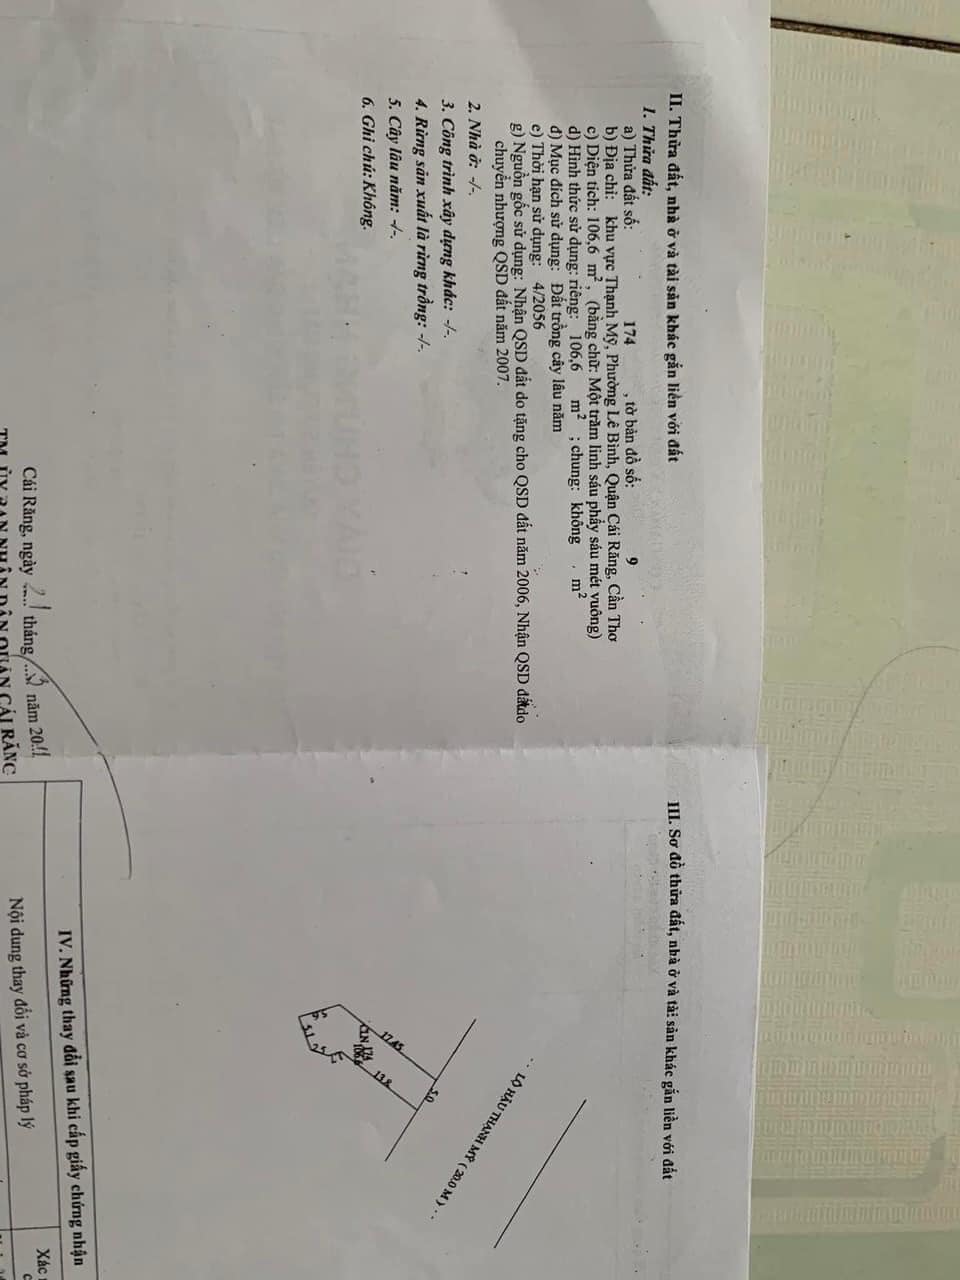 II. Thửa đất, nhà ở và tài sản khác gắn liền với đất
1. Thửa đất:
a) Thửa đất số: 174 , tờ bản đồ số: 9
b) Địa chỉ: khu vực Thạnh Mỹ, Phường Lê Bình, Quận Cái Răng, Cần Thơ
c) Diện tích: 106,6 m², (bằng chữ: Một trăm linh sáu phẩy sáu mét vuông)
d) Hình thức sử dụng: riêng: 106,6 m² ; chung: không m²
đ) Mục đích sử dụng: Đất trồng cây lâu năm
e) Thời hạn sử dụng: 4/2056
g) Nguồn gốc sử dụng: Nhận QSD đất do tặng cho QSD đất năm 2006, Nhận QSD đất do
chuyển nhượng QSD đất năm 2007.
2. Nhà ở: -/-.
3. Công trình xây dựng khác: -/-.
4. Rừng sản xuất là rừng trồng: -/-.
5. Cây lâu năm: -/-.
6. Ghi chú: Không.
Cái Răng, ngày 21 tháng 3 năm 2011
TM. ỦY BAN NHÂN DÂN QUẬN CÁI RĂNG
III. Sơ đồ thửa đất, nhà ở và tài sản khác gắn liền với đất
LỘ HẬU THẠNH MỸ ( 20.0 M )
5.0
17.45
13.8
CLN 174
106.6
5.1
IV. Những thay đổi sau khi cấp giấy chứng nhận
Nội dung thay đổi và cơ sở pháp lý
Xác